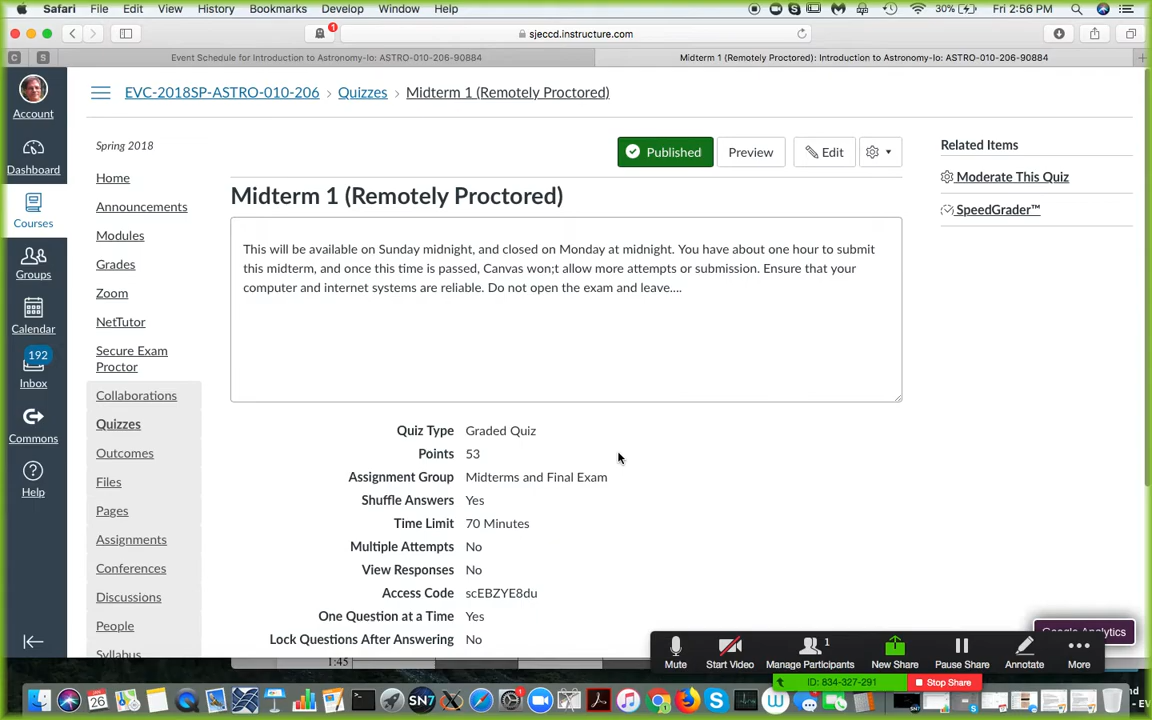 Safari File Edit View History Bookmarks Develop Window Help 30% Fri 2:56 PM
1 sjeccd.instructure.com
C S Event Schedule for Introduction to Astronomy-Io: ASTRO-010-206-90884 Midterm 1 (Remotely Proctored): Introduction to Astronomy-Io: ASTRO-010-206-90884 +
EVC-2018SP-ASTRO-010-206 › Quizzes › Midterm 1 (Remotely Proctored)
Account
Dashboard
Courses
Groups
Calendar
192
Inbox
Commons
Help
Spring 2018
Home
Announcements
Modules
Grades
Zoom
NetTutor
Secure Exam
Proctor
Collaborations
Quizzes
Outcomes
Files
Pages
Assignments
Conferences
Discussions
People
Syllabus
Published Preview Edit
Midterm 1 (Remotely Proctored)
This will be available on Sunday midnight, and closed on Monday at midnight. You have about one hour to submit
this midterm, and once this time is passed, Canvas won;t allow more attempts or submission. Ensure that your
computer and internet systems are reliable. Do not open the exam and leave....
Quiz Type Graded Quiz
Points 53
Assignment Group Midterms and Final Exam
Shuffle Answers Yes
Time Limit 70 Minutes
Multiple Attempts No
View Responses No
Access Code scEBZYE8du
One Question at a Time Yes
Lock Questions After Answering No
Related Items
Moderate This Quiz
SpeedGrader™
Google Analytics
1:45
1
Mute Start Video Manage Participants New Share Pause Share Annotate More
ID: 834-327-291 Stop Share
26 SN7